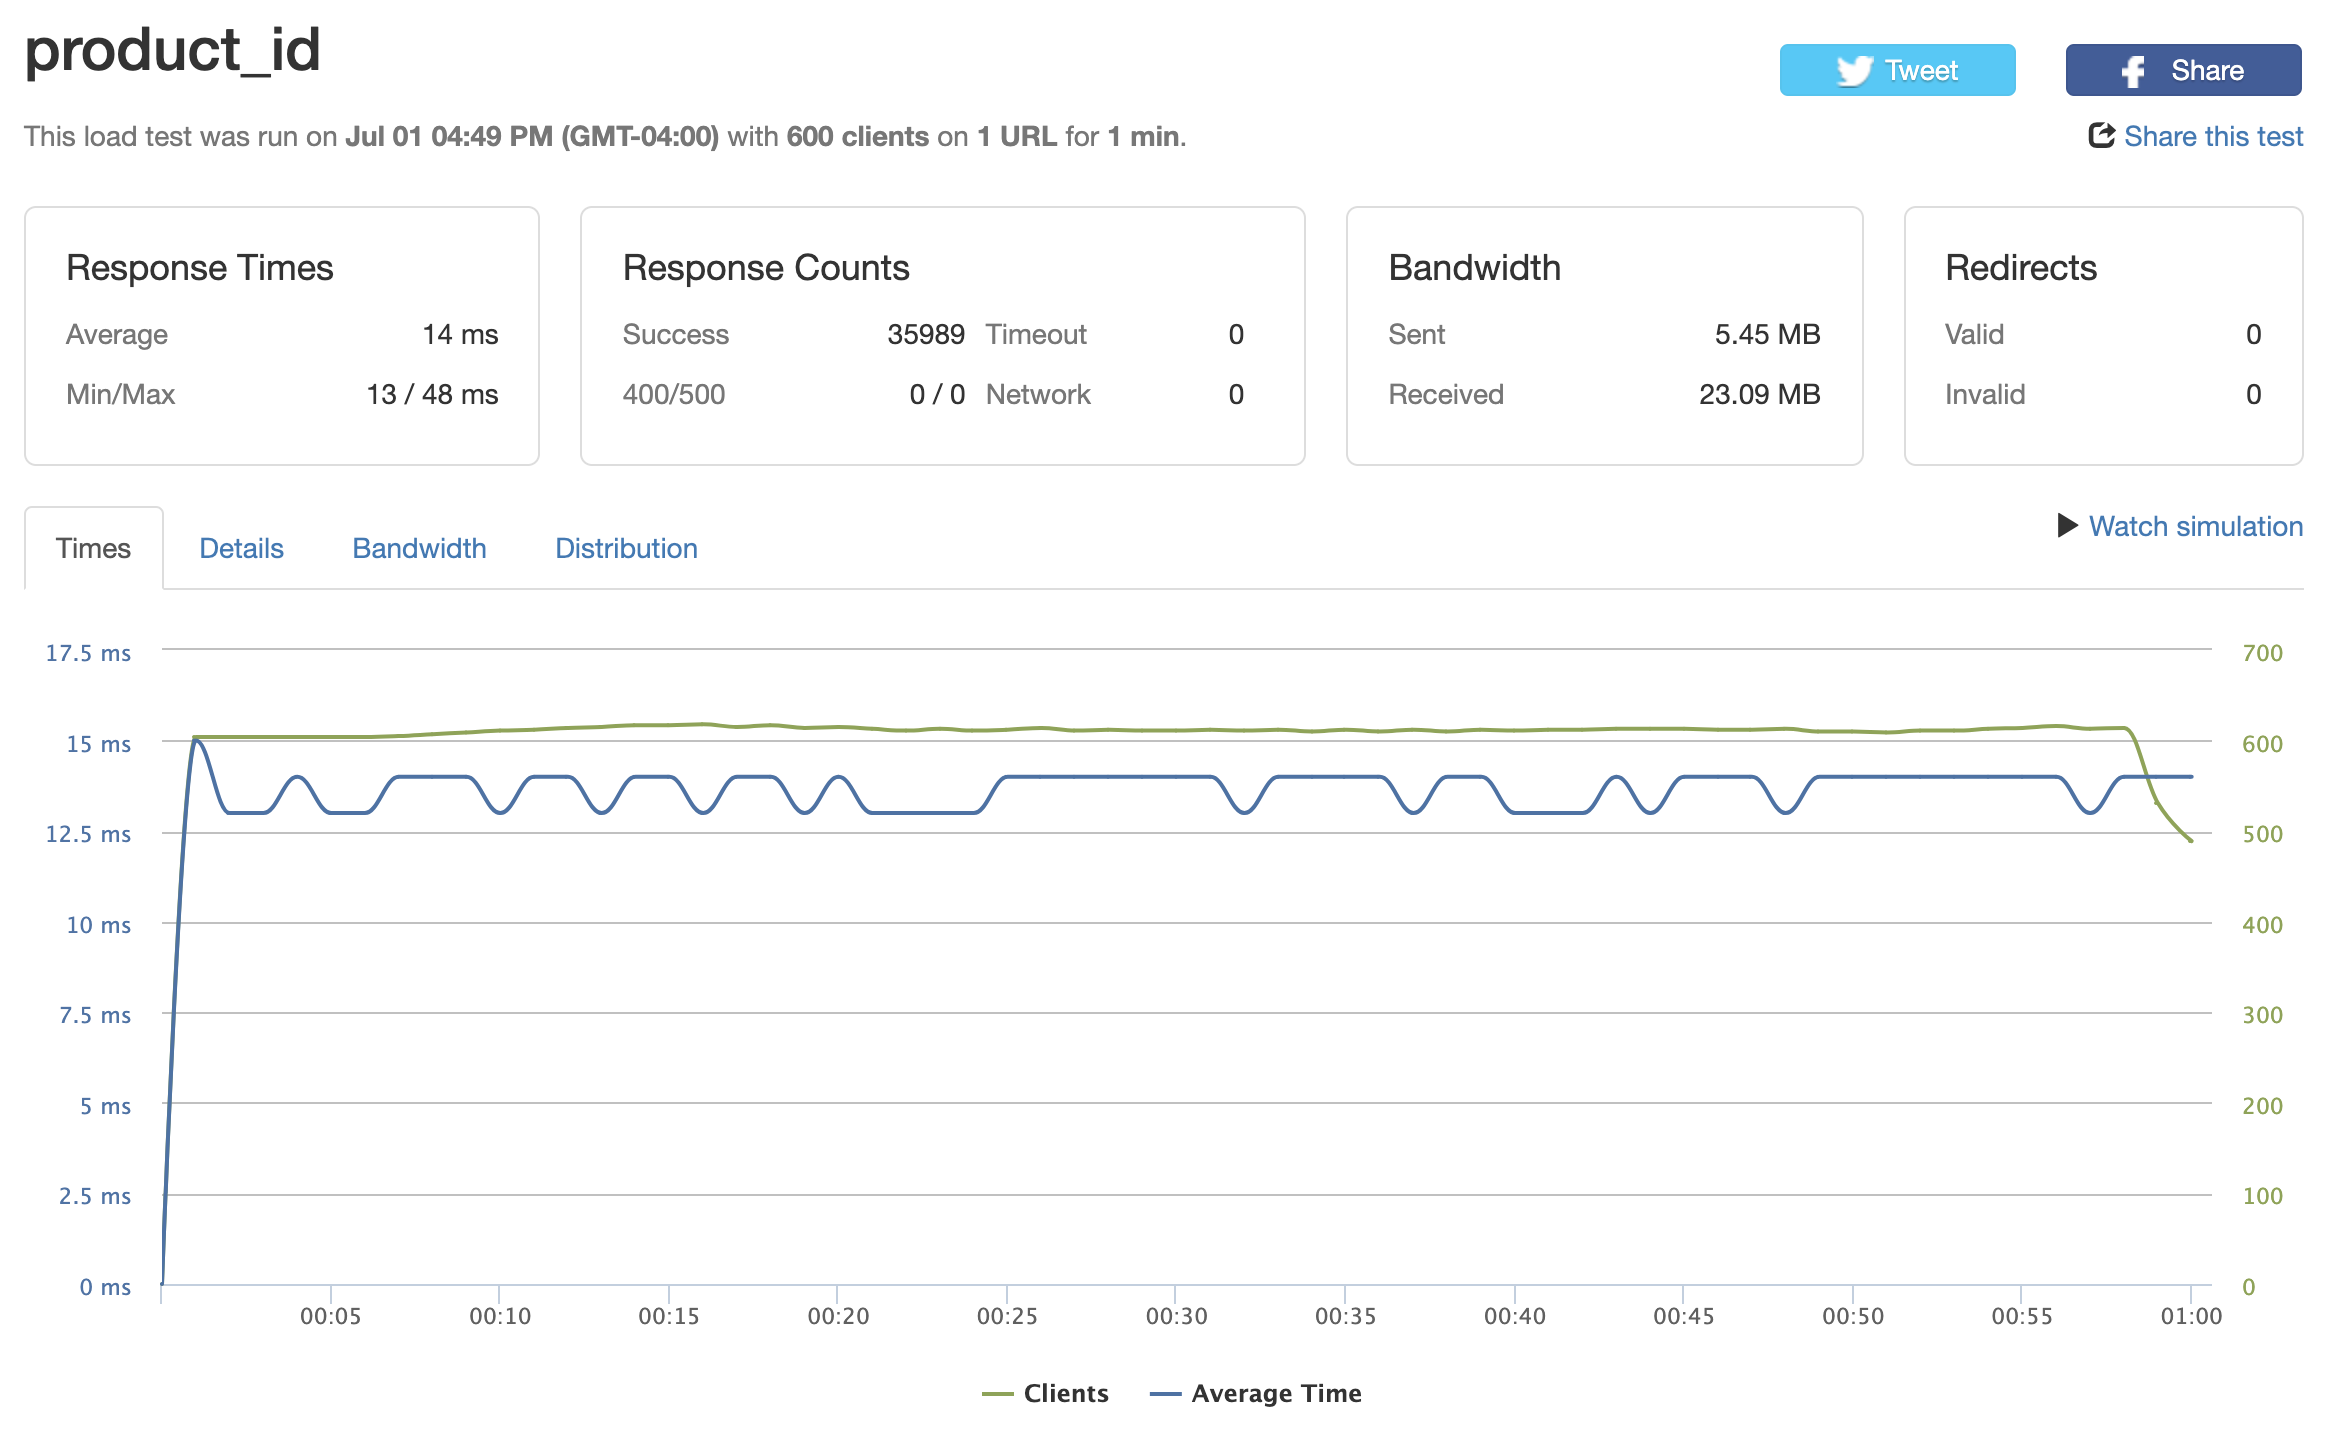 product_id
Tweet
Share
This load test was run on Jul 01 04:49 PM (GMT-04:00) with 600 clients on 1 URL for 1 min.
Share this test
Response Times
Average 14 ms
Min/Max 13 / 48 ms
Response Counts
Success 35989 Timeout 0
400/500 0 / 0 Network 0
Bandwidth
Sent 5.45 MB
Received 23.09 MB
Redirects
Valid 0
Invalid 0
Times Details Bandwidth Distribution
Watch simulation
17.5 ms 700
15 ms 600
12.5 ms 500
10 ms 400
7.5 ms 300
5 ms 200
2.5 ms 100
0 ms 0
00:05 00:10 00:15 00:20 00:25 00:30 00:35 00:40 00:45 00:50 00:55 01:00
Clients Average Time